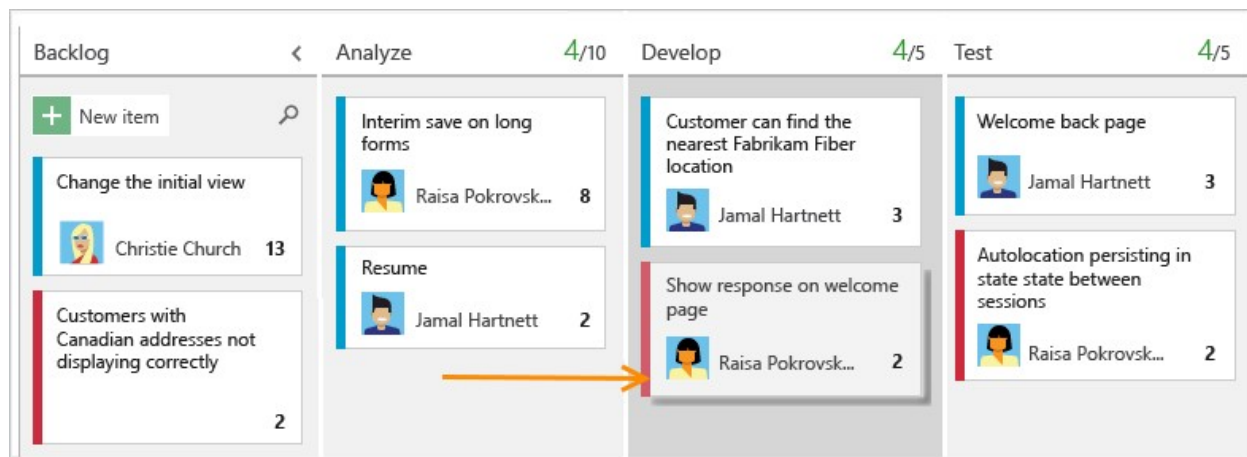 Backlog
New item
Change the initial view
Christie Church 13
Customers with
Canadian addresses not
displaying correctly
2
Analyze 4/10
Interim save on long
forms
Raisa Pokrovsk... 8
Resume
Jamal Hartnett 2
Develop 4/5
Customer can find the
nearest Fabrikam Fiber
location
Jamal Hartnett 3
Show response on welcome
page
Raisa Pokrovsk... 2
Test 4/5
Welcome back page
Jamal Hartnett 3
Autolocation persisting in
state state between
sessions
Raisa Pokrovsk... 2